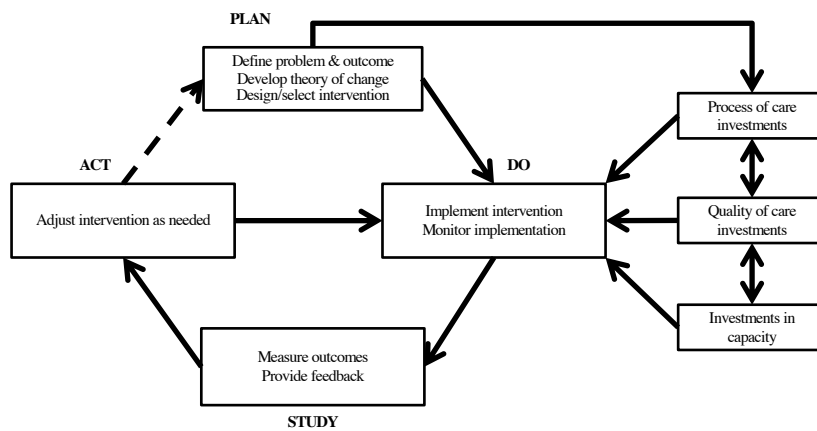 PLAN
Define problem & outcome
Develop theory of change
Design/select intervention
Process of care
investments
ACT
DO
Adjust intervention as needed
Implement intervention
Monitor implementation
Quality of care
investments
Investments in
capacity
Measure outcomes
Provide feedback
STUDY